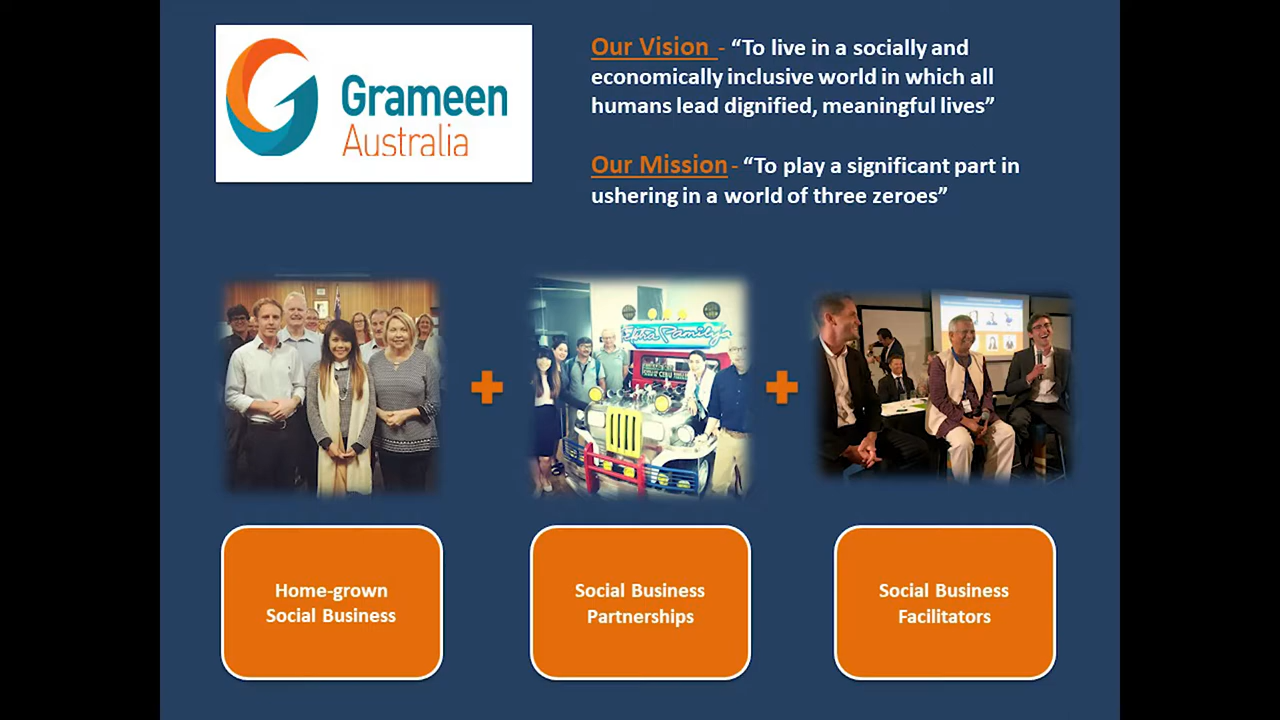 Grameen
Australia
Our Vision - “To live in a socially and
economically inclusive world in which all
humans lead dignified, meaningful lives”
Our Mission - “To play a significant part in
ushering in a world of three zeroes”
Home-grown
Social Business
Social Business
Partnerships
Social Business
Facilitators